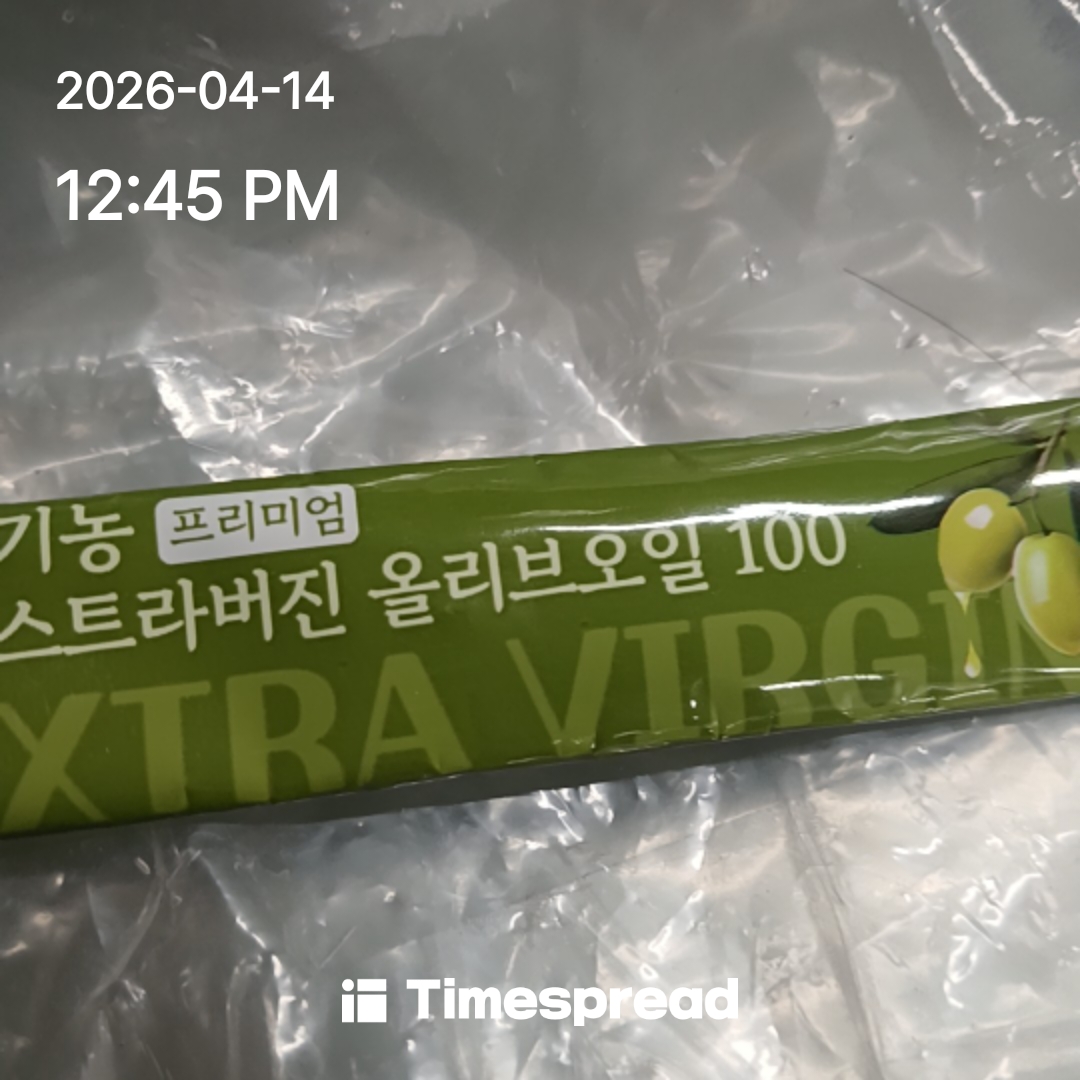 2026-04-14
12:45 PM
기농 프리미엄
스트라버진 올리브오일 100
XTRA VIRGIN
Timespread